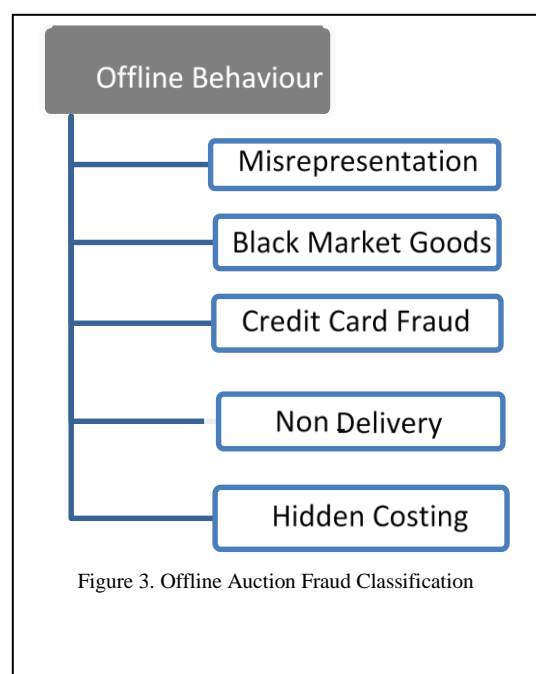 Offline Behaviour
Misrepresentation
Black Market Goods
Credit Card Fraud
Non-Delivery
Hidden Costing
Figure 3. Offline Auction Fraud Classification